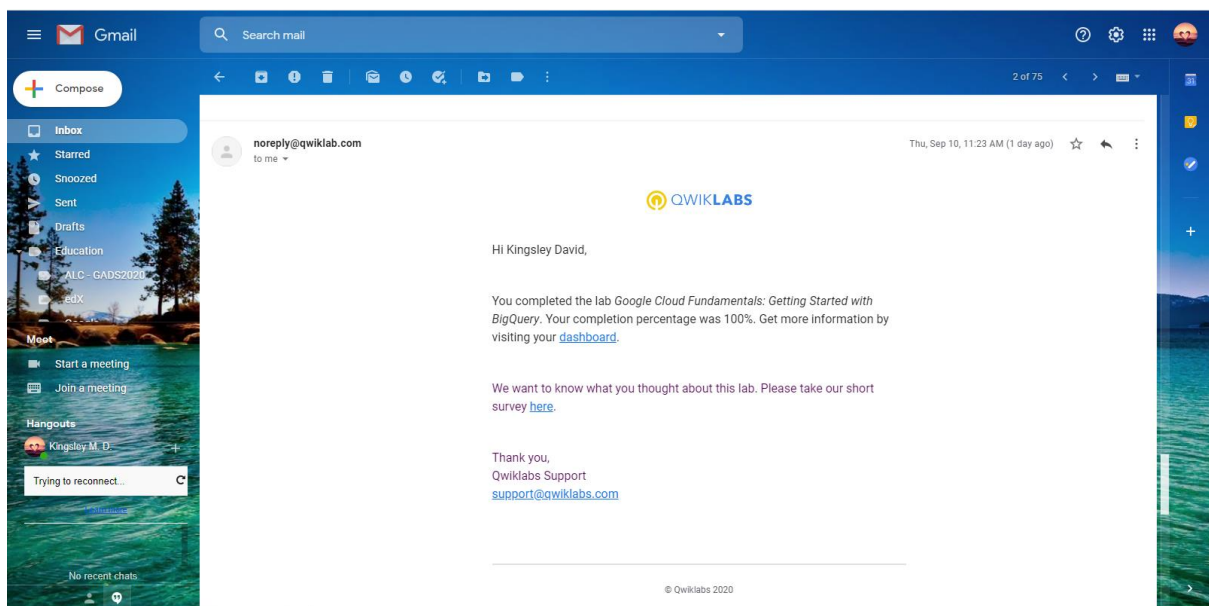 Gmail
Search mail
Compose
2 of 75
Inbox
Starred
Snoozed
Sent
Drafts
Education
ALC - GADS2020
edX
Meet
Start a meeting
Join a meeting
Hangouts
Kingsley M. D.
Trying to reconnect...
Learn more
No recent chats
noreply@qwiklab.com
Thu, Sep 10, 11:23 AM (1 day ago)
to me
QWIKLABS
Hi Kingsley David,
You completed the lab Google Cloud Fundamentals: Getting Started with
BigQuery. Your completion percentage was 100%. Get more information by
visiting your dashboard.
We want to know what you thought about this lab. Please take our short
survey here.
Thank you,
Qwiklabs Support
support@qwiklabs.com
© Qwiklabs 2020
31